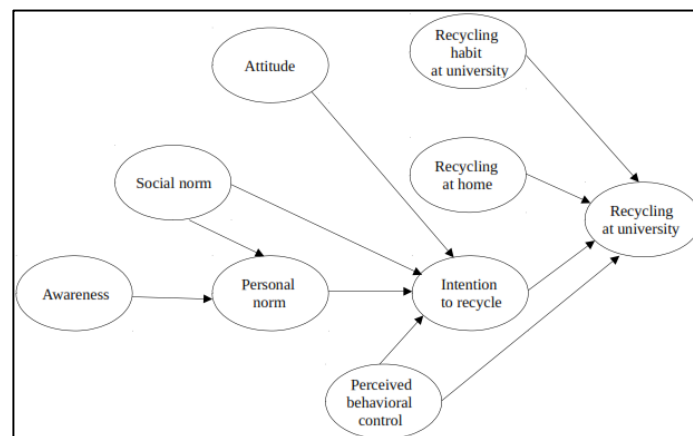 Attitude
Recycling
habit
at university
Social norm
Recycling
at home
Recycling
at university
Awareness
Personal
norm
Intention
to recycle
Perceived
behavioral
control